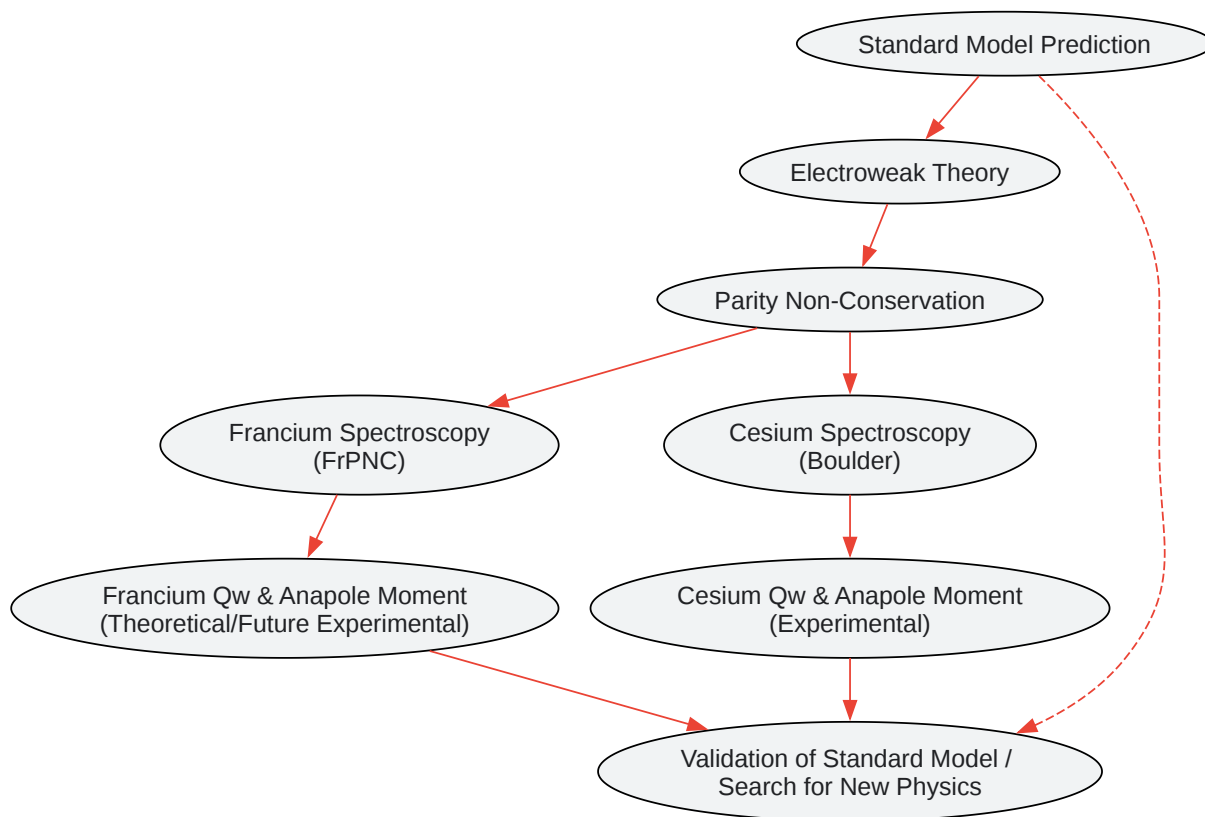 Standard Model Prediction
Electroweak Theory
Parity Non-Conservation
Francium Spectroscopy
(FrPNC)
Cesium Spectroscopy
(Boulder)
Francium Qw & Anapole Moment
(Theoretical/Future Experimental)
Cesium Qw & Anapole Moment
(Experimental)
Validation of Standard Model /
Search for New Physics